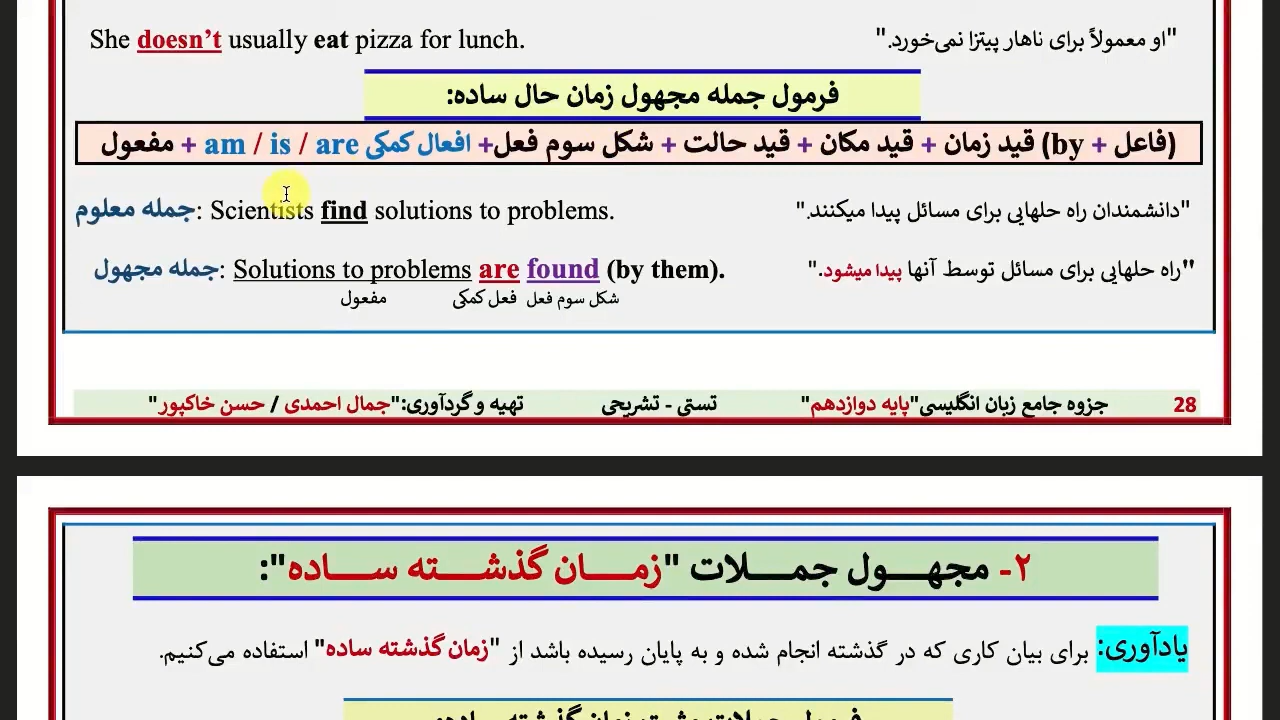 She doesn’t usually eat pizza for lunch. "او معمولاً برای ناهار پیتزا نمی‌خورد."
فرمول جمله مجهول زمان حال ساده:
مفعول + am / is / are افعال کمکی + شکل سوم فعل + قید حالت + قید مکان + قید زمان (by + فاعل)
جمله معلوم: Scientists find solutions to problems. "دانشمندان راه حلهایی برای مسائل پیدا میکنند."
جمله مجهول: Solutions to problems are found (by them). "راه حلهایی برای مسائل توسط آنها پیدا میشود."
مفعول فعل کمکی شکل سوم فعل
28 جزوه جامع زبان انگلیسی"پایه دوازدهم" تستی - تشریحی تهیه و گردآوری:"جمال احمدی / حسن خاکپور"
۲- مجهـــول جمـــلات "زمـــان گذشـــته ســـاده":
یادآوری: برای بیان کاری که در گذشته انجام شده و به پایان رسیده باشد از "زمان گذشته ساده" استفاده می‌کنیم.